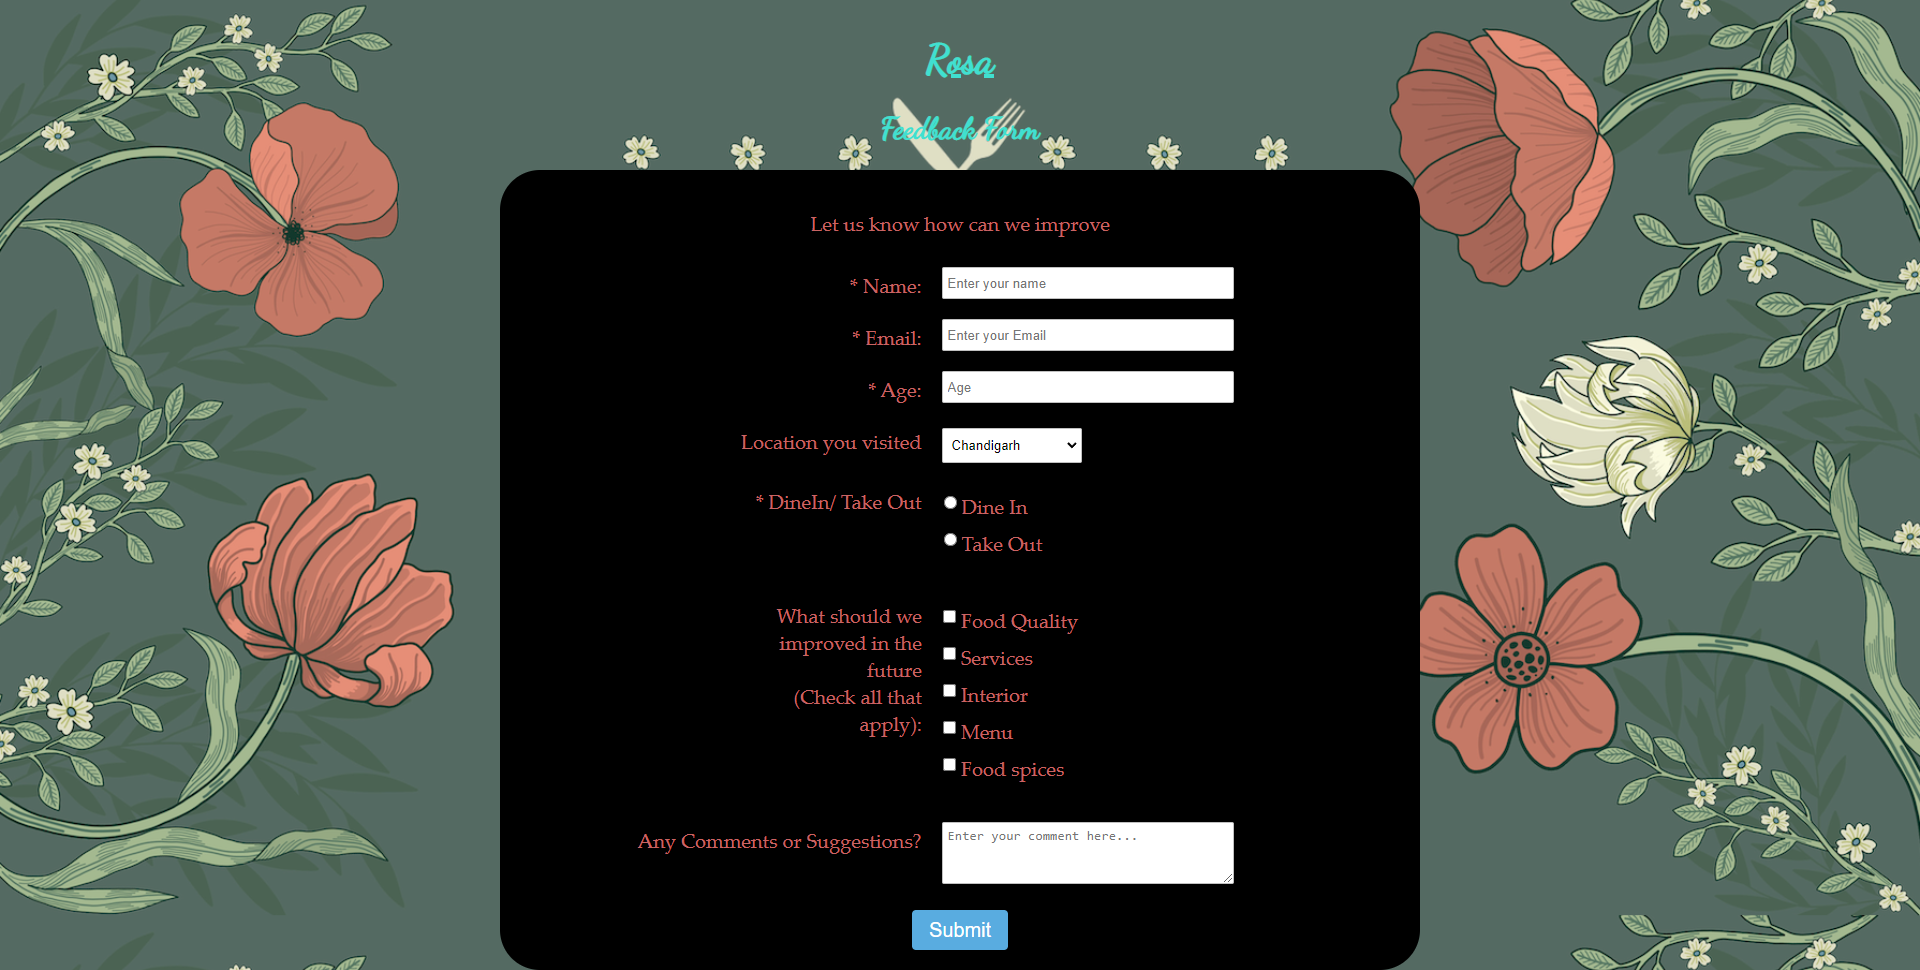 Rosa
Feedback Form
Let us know how can we improve
* Name:
Enter your name
* Email:
Enter your Email
* Age:
Age
Location you visited
Chandigarh
* DineIn/ Take Out
Dine In
Take Out
What should we
improved in the
future
(Check all that
apply):
Food Quality
Services
Interior
Menu
Food spices
Any Comments or Suggestions?
Enter your comment here...
Submit